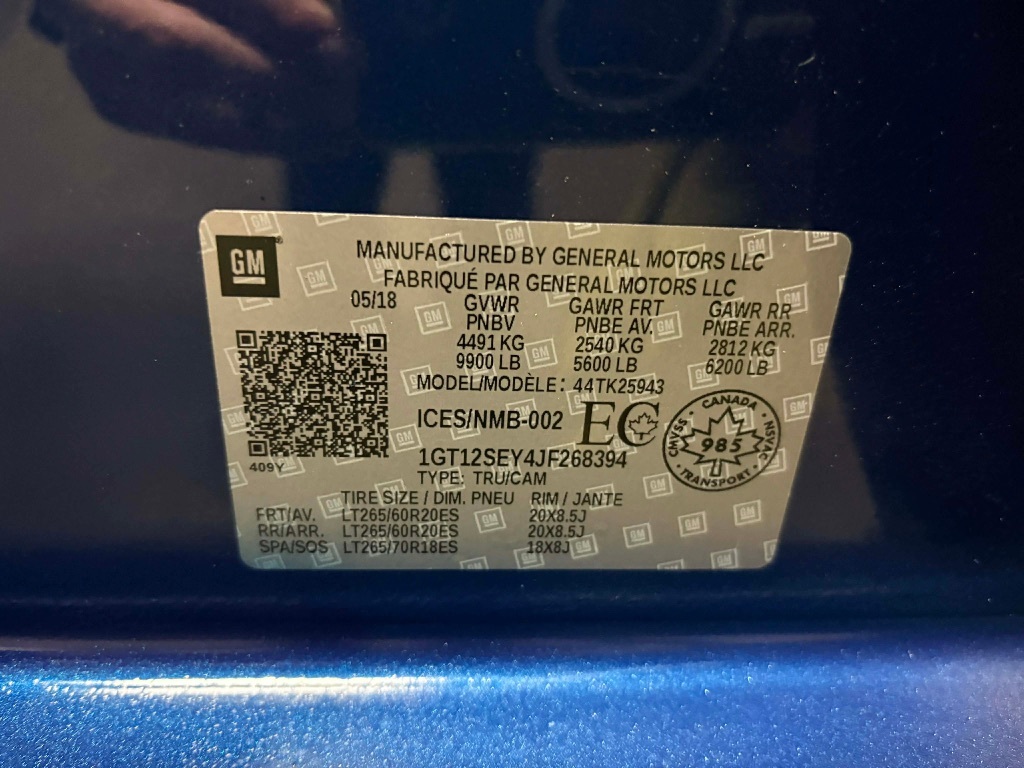 GM
MANUFACTURED BY GENERAL MOTORS LLC
FABRIQUÉ PAR GENERAL MOTORS LLC
05/18 GVWR GAWR FRT GAWR RR
PNBV PNBE AV. PNBE ARR.
4491 KG 2540 KG 2812 KG
9900 LB 5600 LB 6200 LB
MODEL/MODÈLE: 44TK25943
ICES/NMB-002 EC
CANADA
CMVSS 985 NSVAC
TRANSPORT
409Y
1GT12SEY4JF268394
TYPE: TRU/CAM
TIRE SIZE / DIM. PNEU RIM / JANTE
FRT/AV. LT265/60R20ES 20X8.5J
RR/ARR. LT265/60R20ES 20X8.5J
SPA/SOS LT265/70R18ES 18X8J